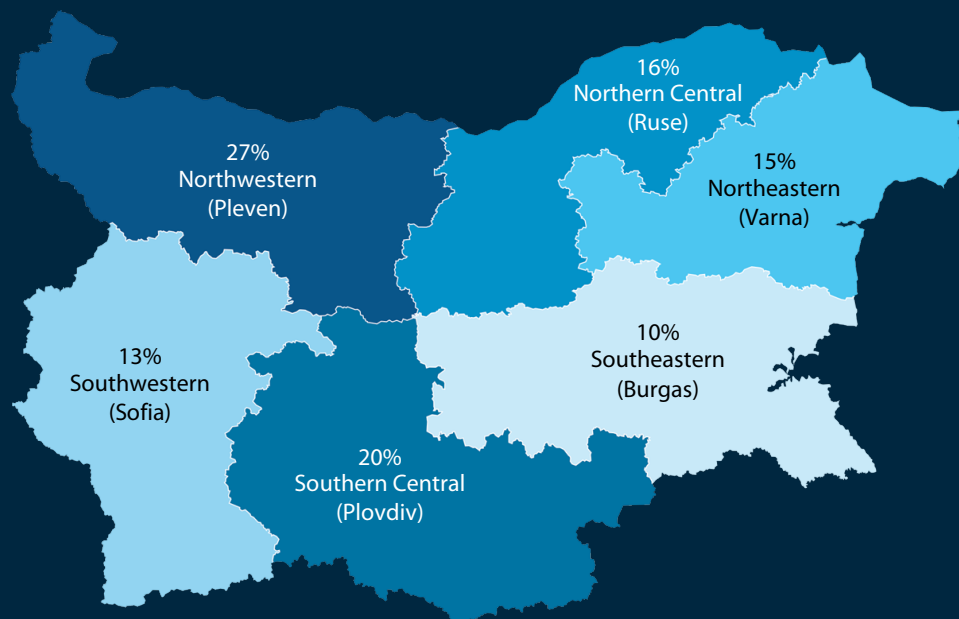 16%
Northern Central
(Ruse)
27%
Northwestern
(Pleven)
15%
Northeastern
(Varna)
13%
Southwestern
(Sofia)
10%
Southeastern
(Burgas)
20%
Southern Central
(Plovdiv)